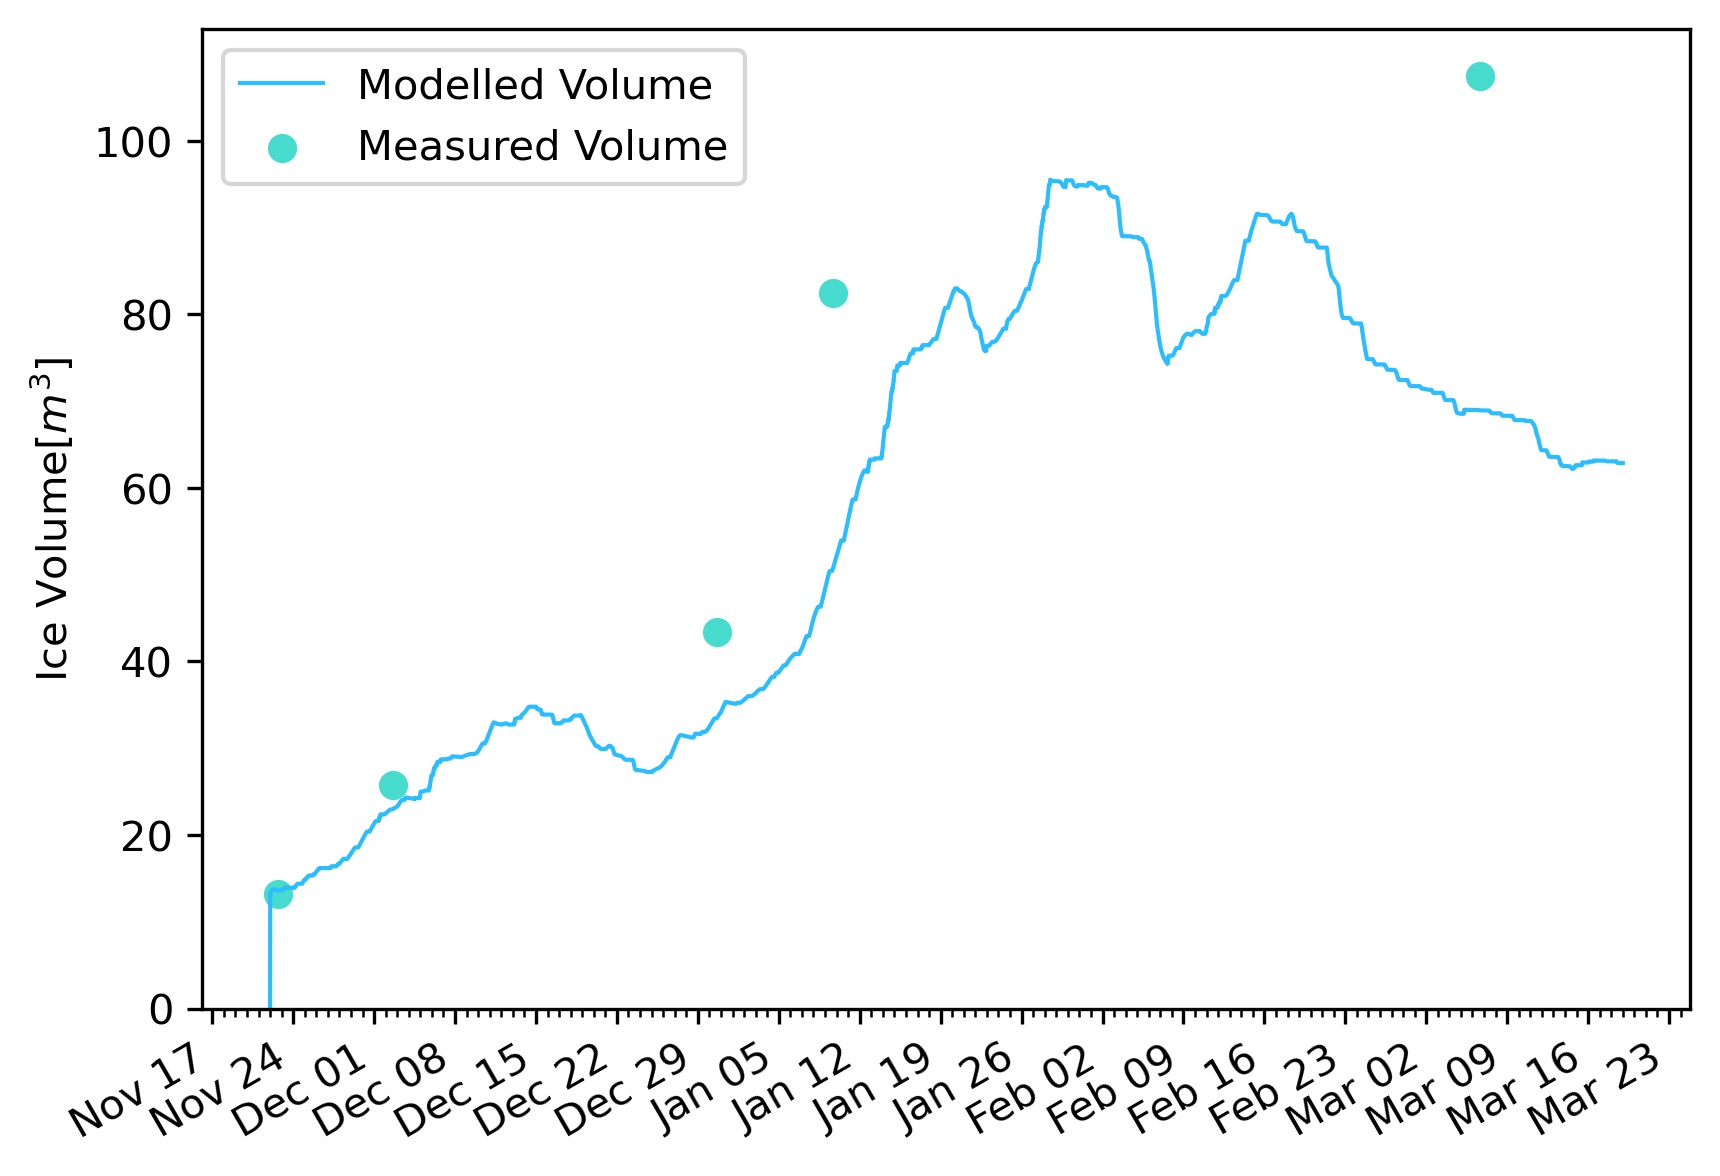 Modelled Volume
Measured Volume
Ice Volume[m³]
100
80
60
40
20
0
Nov 17
Nov 24
Dec 01
Dec 08
Dec 15
Dec 22
Dec 29
Jan 05
Jan 12
Jan 19
Jan 26
Feb 02
Feb 09
Feb 16
Feb 23
Mar 02
Mar 09
Mar 16
Mar 23